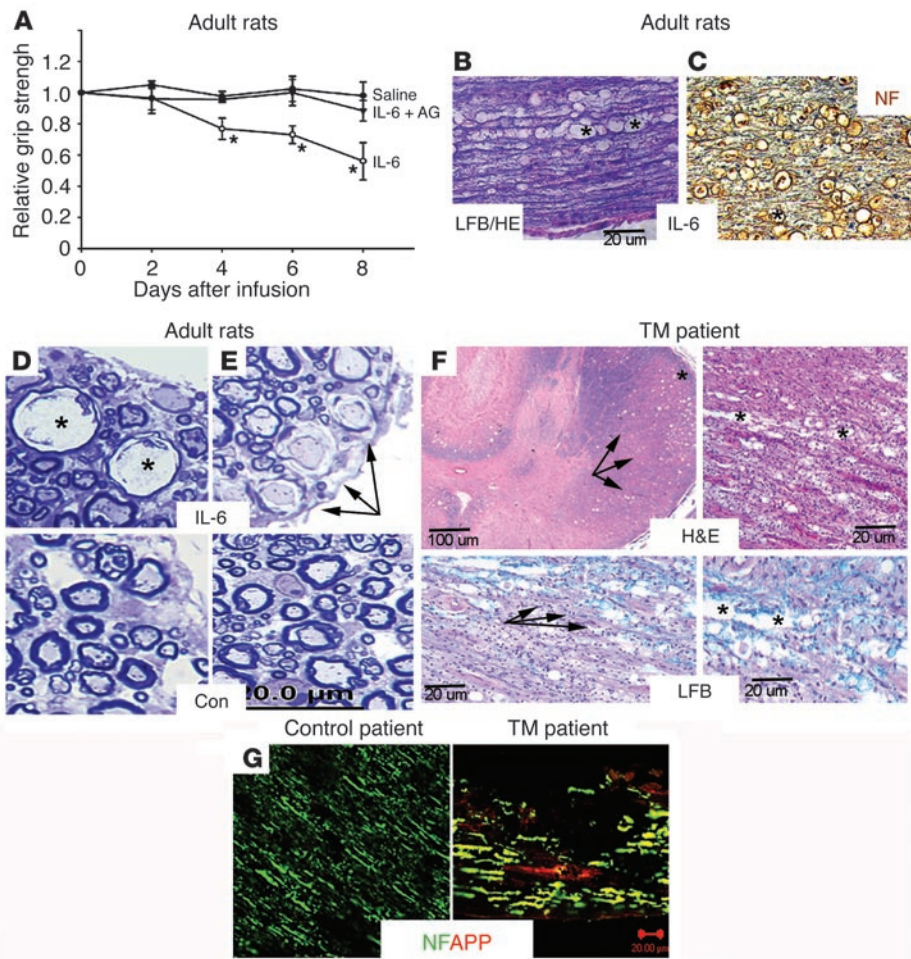 A
Adult rats
Relative grip strengh
1.2
1.0
0.8
0.6
0.4
0.2
0
0
2
4
6
8
Days after infusion
Saline
IL-6 + AG
IL-6
*
*
*
Adult rats
B
*
*
LFB/HE
20 um
IL-6
C
NF
*
Adult rats
D
*
*
E
IL-6
Con
20.0 µm
TM patient
F
*
100 um
H&E
*
*
20 um
20 um
LFB
*
*
20 um
Control patient
TM patient
G
NFAPP
20.00 µm